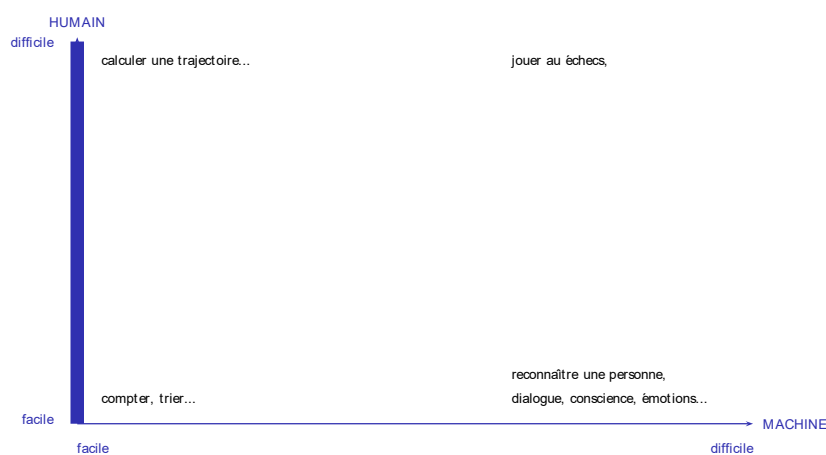 HUMAIN
difficile
calculer une trajectoire...
jouer au échecs,
reconnaître une personne,
compter, trier...
dialogue, conscience, émotions...
facile
MACHINE
facile
difficile